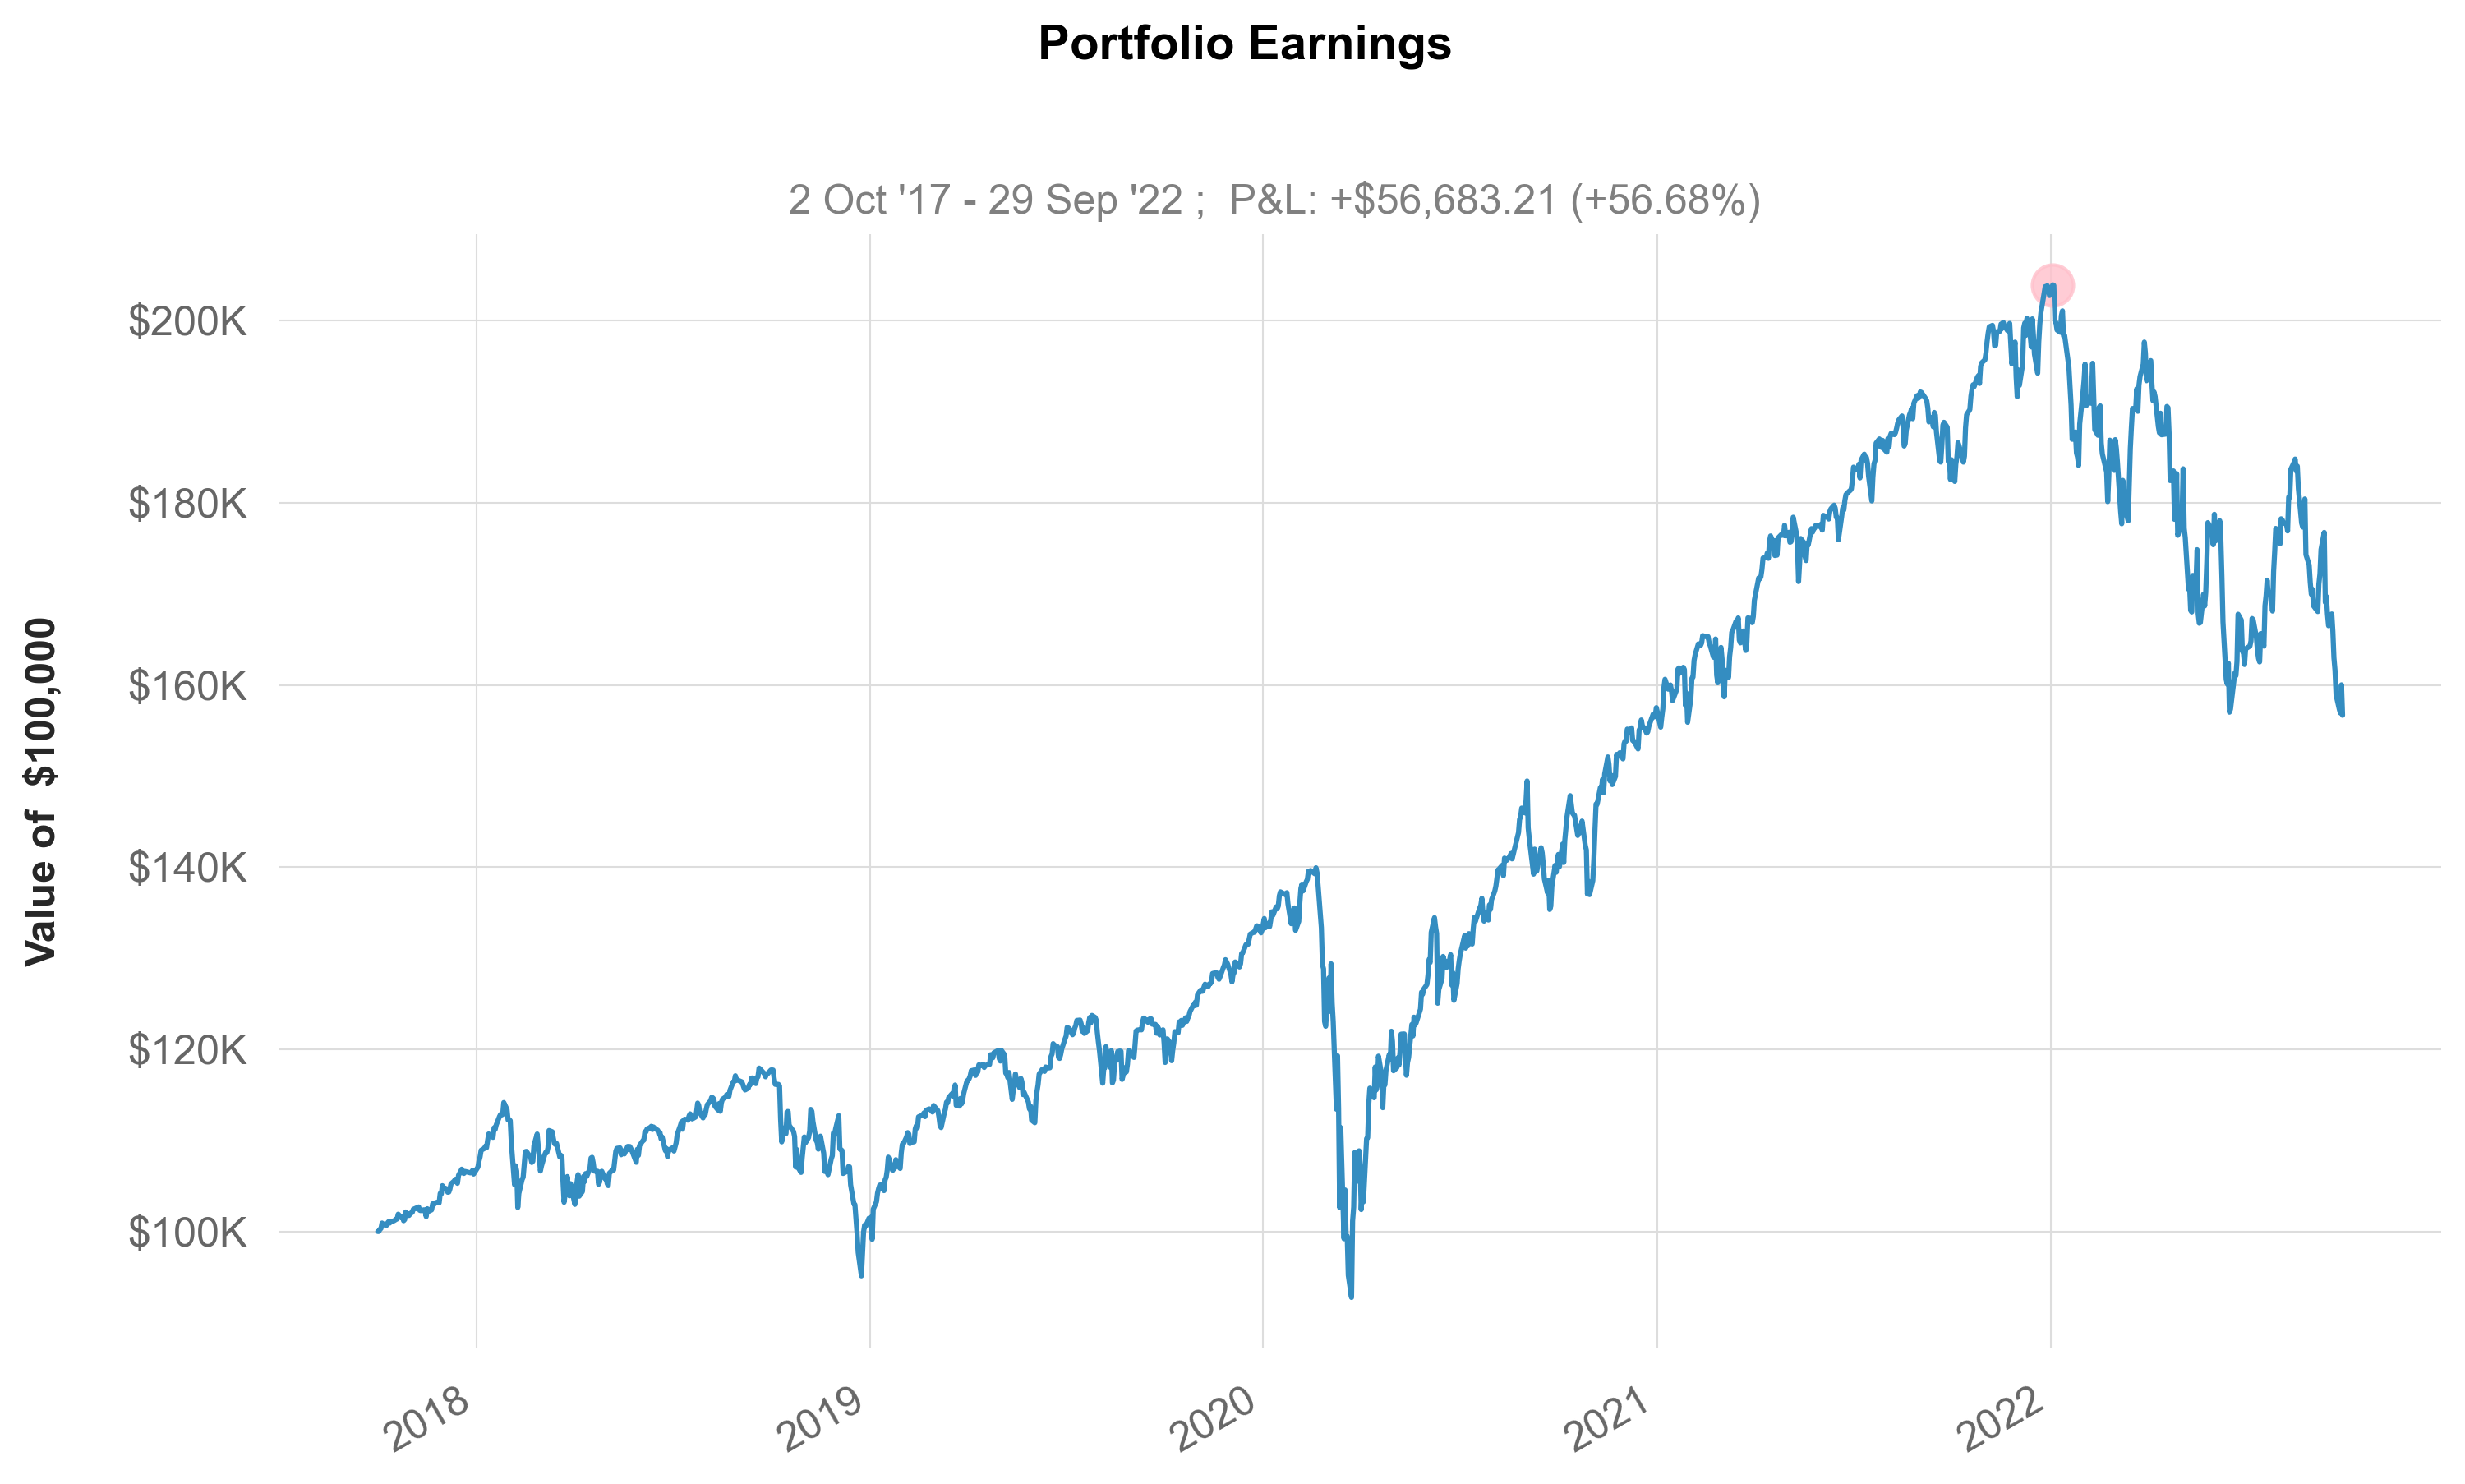 Portfolio Earnings
2 Oct '17 - 29 Sep '22 ;  P&L: +$56,683.21 (+56.68%)
Value of  $100,000
$200K
$180K
$160K
$140K
$120K
$100K
2018
2019
2020
2021
2022